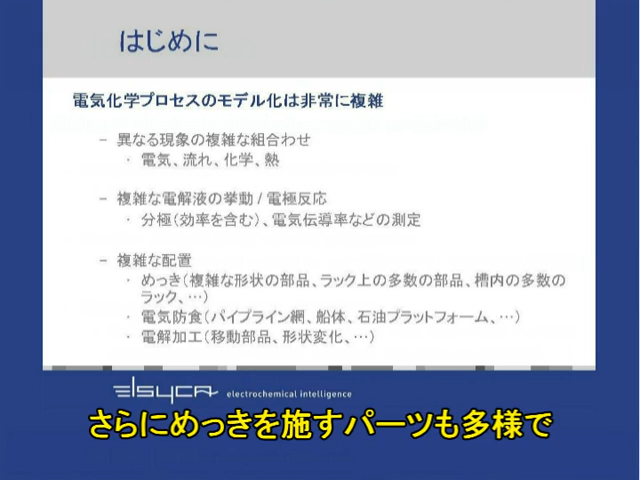 はじめに
電気化学プロセスのモデル化は非常に複雑
– 異なる現象の複雑な組合わせ
・ 電気、流れ、化学、熱
– 複雑な電解液の挙動 / 電極反応
・ 分極(効率を含む)、電気伝導率などの測定
– 複雑な配置
・ めっき(複雑な形状の部品、ラック上の多数の部品、槽内の多数の
ラック、…)
・ 電気防食(パイプライン網、船体、石油プラットフォーム、…)
・ 電解加工(移動部品、形状変化、…)
elsyca electrochemical intelligence
さらにめっきを施すパーツも多様で